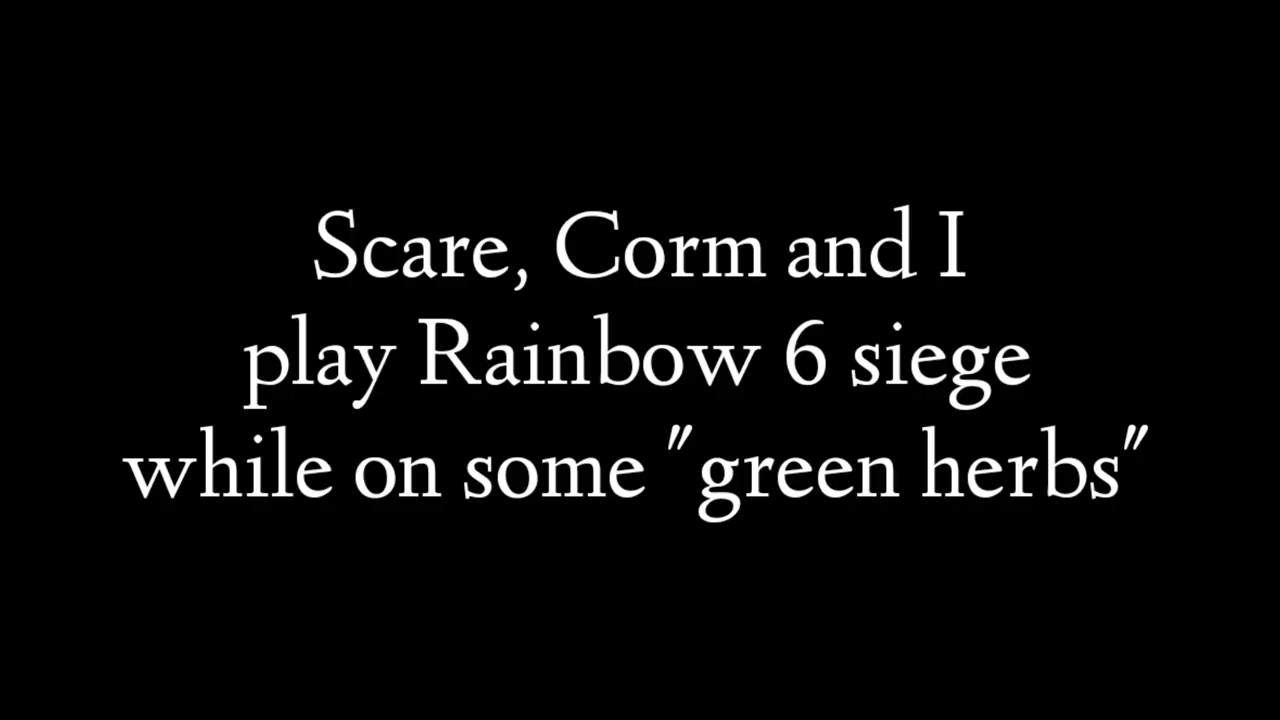 Scare, Corm and I
play Rainbow 6 siege
while on some "green herbs"